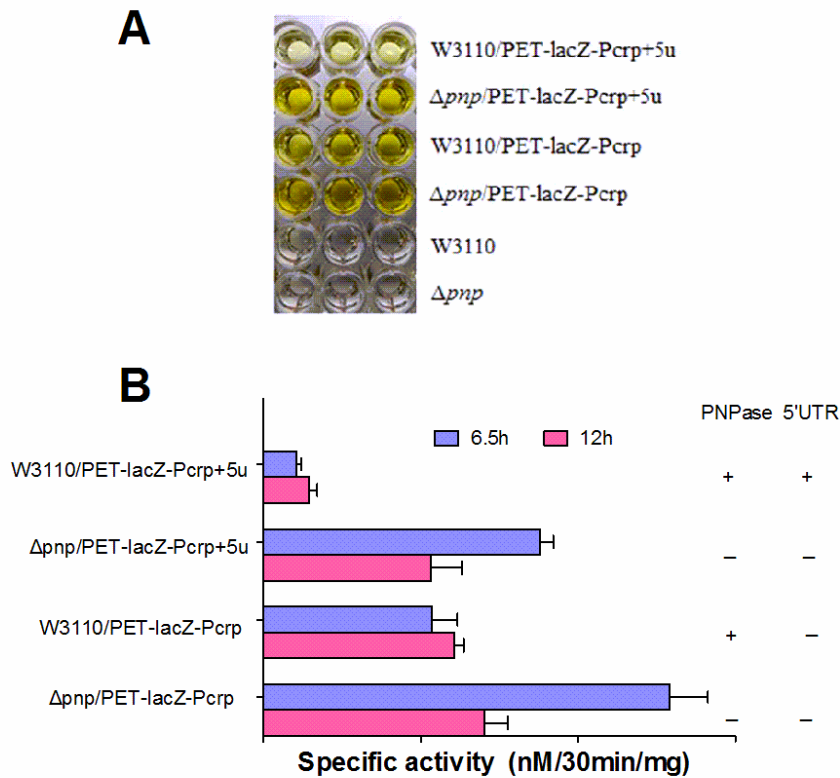 A
W3110/PET-lacZ-Pcrp+5u
Δpnp/PET-lacZ-Pcrp+5u
W3110/PET-lacZ-Pcrp
Δpnp/PET-lacZ-Pcrp
W3110
Δpnp
B
PNPase 5'UTR
6.5h 12h
W3110/PET-lacZ-Pcrp+5u + +
Δpnp/PET-lacZ-Pcrp+5u – –
W3110/PET-lacZ-Pcrp + –
Δpnp/PET-lacZ-Pcrp – –
Specific activity (nM/30min/mg)